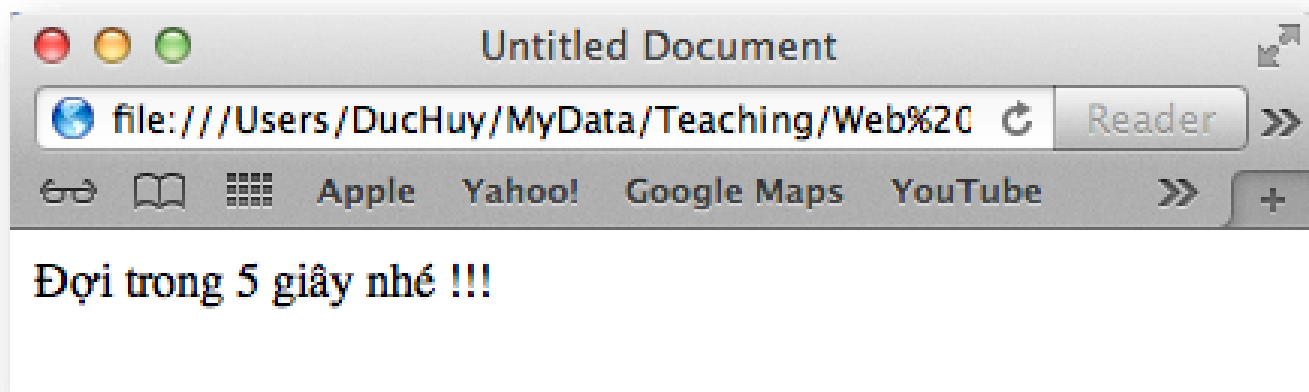 Untitled Document
file:///Users/DucHuy/MyData/Teaching/Web%20 Reader
Apple Yahoo! Google Maps YouTube
Đợi trong 5 giây nhé !!!